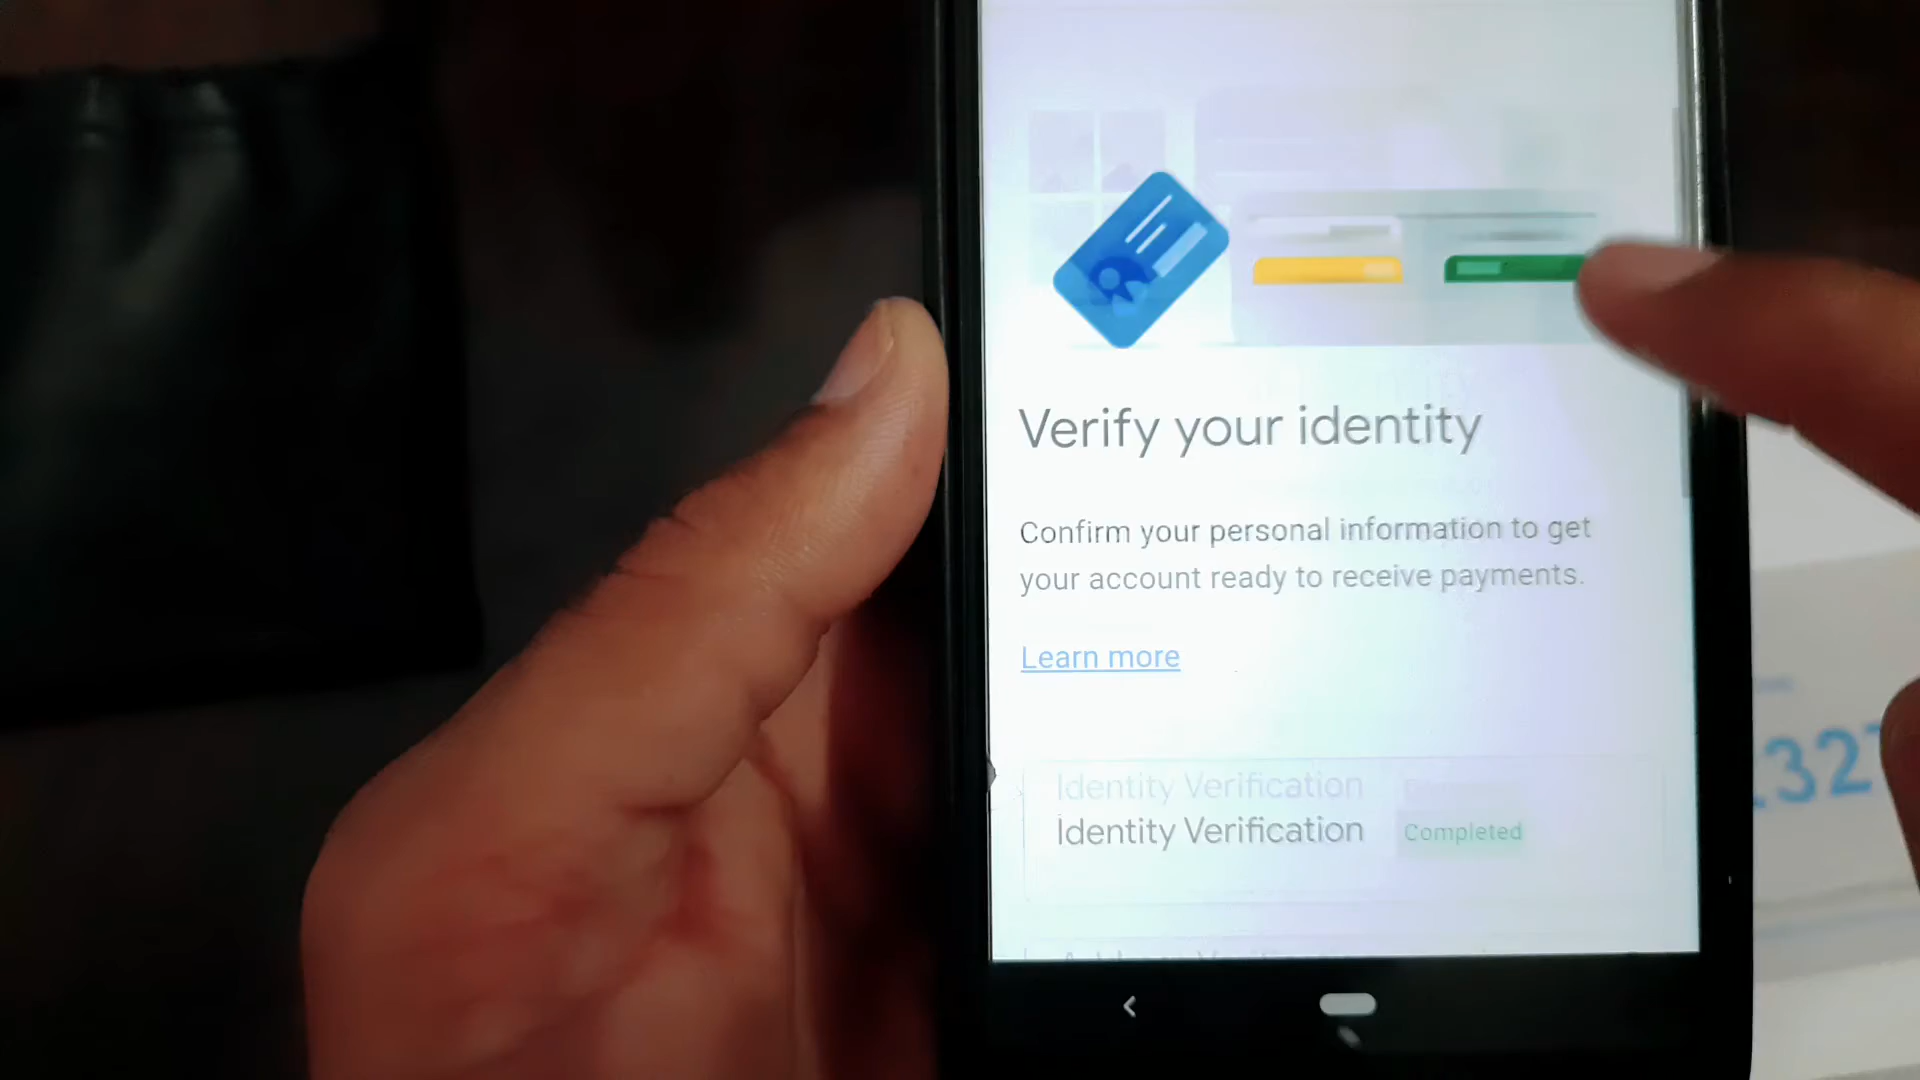 Verify your identity
Confirm your personal information to get
your account ready to receive payments.
Learn more
Identity Verification
Identity Verification Completed
327